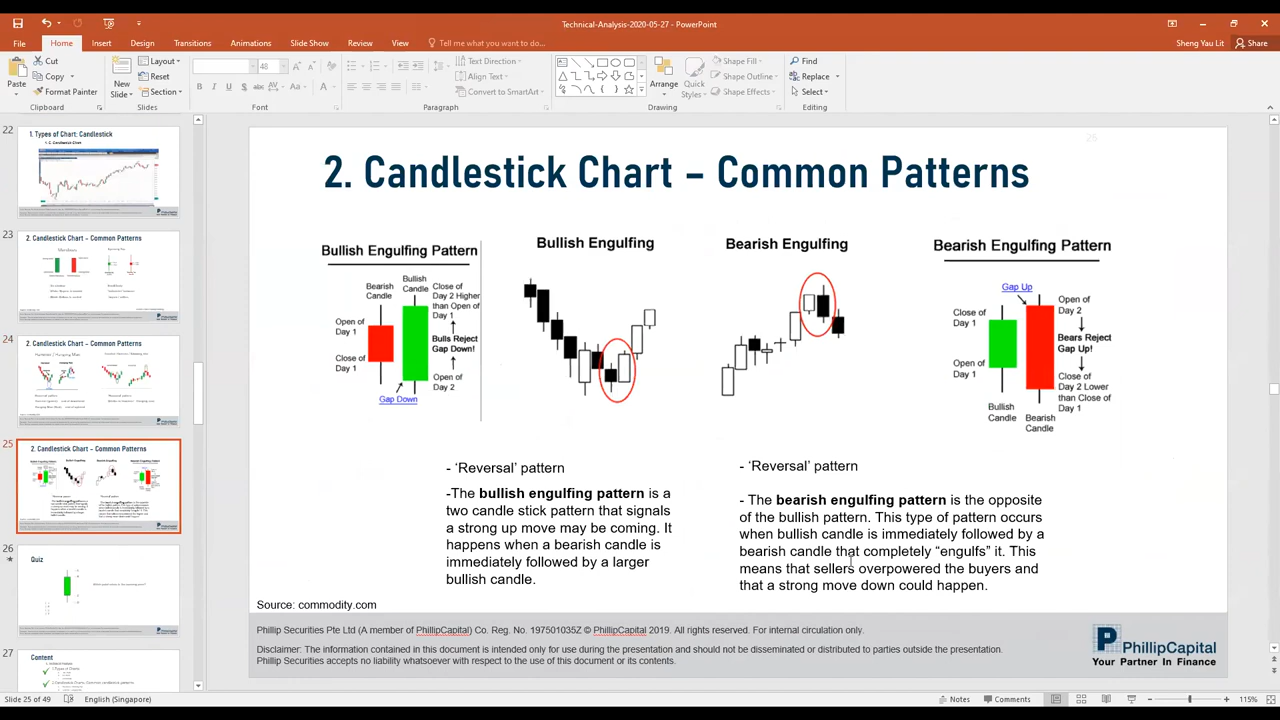 Technical-Analysis-2020-05-27 - PowerPoint
File Home Insert Design Transitions Animations Slide Show Review View Tell me what you want to do... Sheng Yau Lit Share
Paste
Cut
Copy
Format Painter
Clipboard
New Slide
Layout
Reset
Section
Slides
48
Font
Text Direction
Align Text
Convert to SmartArt
Paragraph
Arrange
Quick Styles
Shape Fill
Shape Outline
Shape Effects
Drawing
Find
Replace
Select
Editing
22
1. Types of Chart: Candlestick
23
2. Candlestick Chart – Common Patterns
24
2. Candlestick Chart – Common Patterns
25
2. Candlestick Chart – Common Patterns
26
Quiz
27
Content
26
2. Candlestick Chart – Common Patterns
Bullish Engulfing Pattern
Bearish Candle
Bullish Candle
Open of Day 1
Close of Day 1
Close of Day 2 Higher than Open of Day 1
Bulls Reject Gap Down!
Open of Day 2
Gap Down
Bullish Engulfing
Bearish Engulfing
Bearish Engulfing Pattern
Gap Up
Close of Day 1
Open of Day 1
Open of Day 2
Bears Reject Gap Up!
Close of Day 2 Lower than Close of Day 1
Bullish Candle
Bearish Candle
- ‘Reversal’ pattern
-The bullish engulfing pattern is a
two candle stick pattern that signals
a strong up move may be coming. It
happens when a bearish candle is
immediately followed by a larger
bullish candle.
- ‘Reversal’ pattern
- The bearish engulfing pattern is the opposite
of the bullish pattern. This type of pattern occurs
when bullish candle is immediately followed by a
bearish candle that completely “engulfs” it. This
means that sellers overpowered the buyers and
that a strong move down could happen.
Source: commodity.com
Phillip Securities Pte Ltd (A member of PhillipCapital) Co. Reg. No. 197501035Z © PhillipCapital 2019. All rights reserved. For internal circulation only.
Disclaimer: The information contained in this document is intended only for use during the presentation and should not be disseminated or distributed to parties outside the presentation.
Phillip Securities accepts no liability whatsoever with respect to the use of this document or its contents.
PhillipCapital
Your Partner In Finance
Slide 25 of 49 English (Singapore) Notes Comments 115%